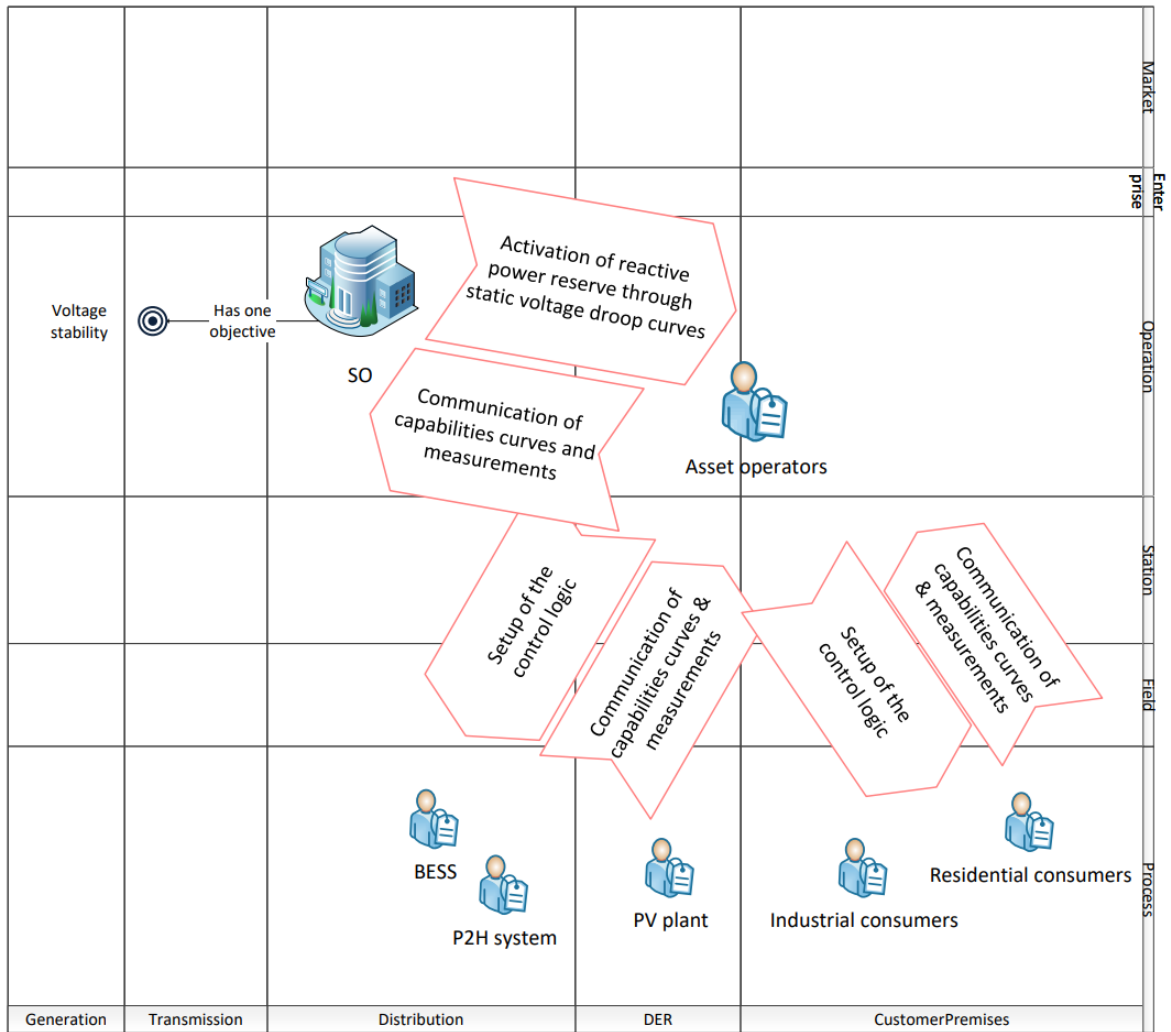 Market
Enter
prise
Activation of reactive
power reserve through
static voltage droop curves
Voltage
stability
Has one
objective
SO
Operation
Communication of
capabilities curves and
measurements
Asset operators
Station
Setup of the
control logic
Communication of
capabilities curves &
measurements
Setup of the
control logic
Communication of
capabilities curves
& measurements
Field
BESS
P2H system
PV plant
Industrial consumers
Residential consumers
Process
Generation
Transmission
Distribution
DER
CustomerPremises